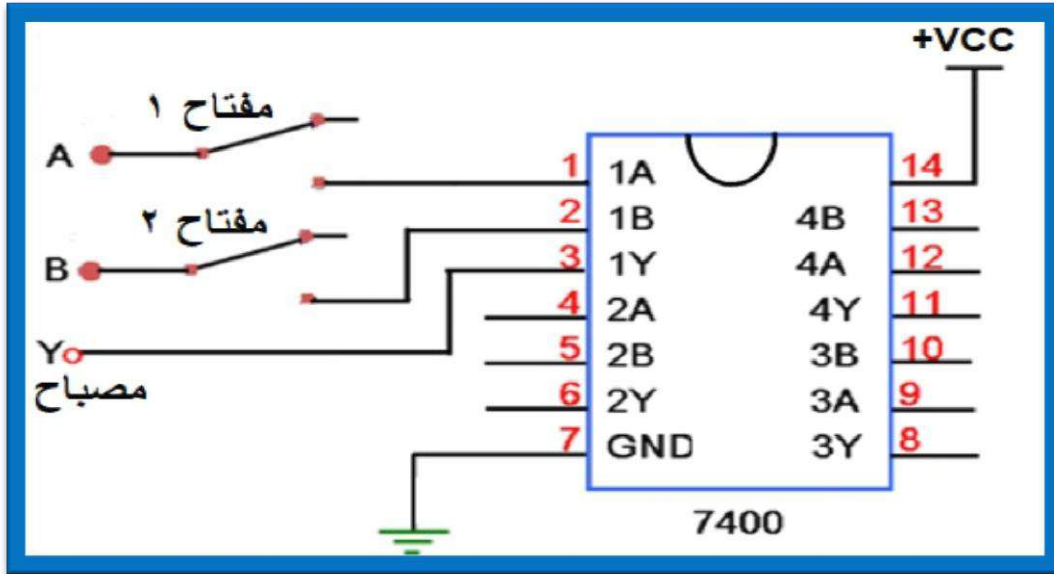 +VCC
مفتاح ١
A
1 1A 14
مفتاح ٢
2 1B 4B 13
B
3 1Y 4A 12
4 2A 4Y 11
Y
5 2B 3B 10
مصباح
6 2Y 3A 9
7 GND 3Y 8
7400